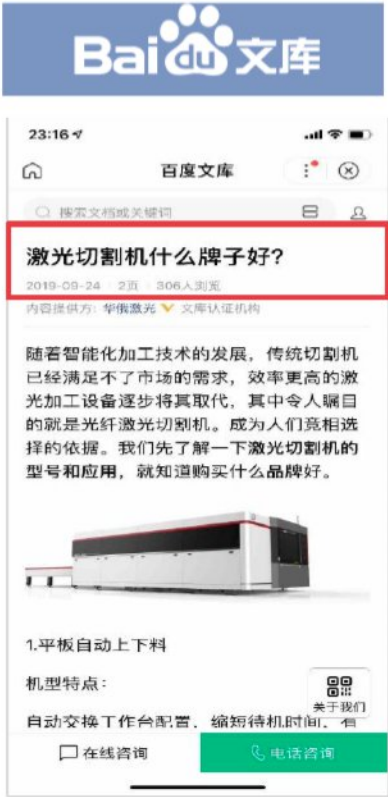 Baidu文库
23:16
百度文库
搜索文档或关键词
激光切割机什么牌子好?
2019-09-24 2页 306人浏览
内容提供方: 华俄激光 文库认证机构
随着智能化加工技术的发展，传统切割机
已经满足不了市场的需求，效率更高的激
光加工设备逐步将其取代，其中令人瞩目
的就是光纤激光切割机。成为人们竞相选
择的依据。我们先了解一下激光切割机的
型号和应用，就知道购买什么品牌好。
1.平板自动上下料
机型特点：
关于我们
自动交换工作台配置，缩短待机时间，有
在线咨询
电话咨询